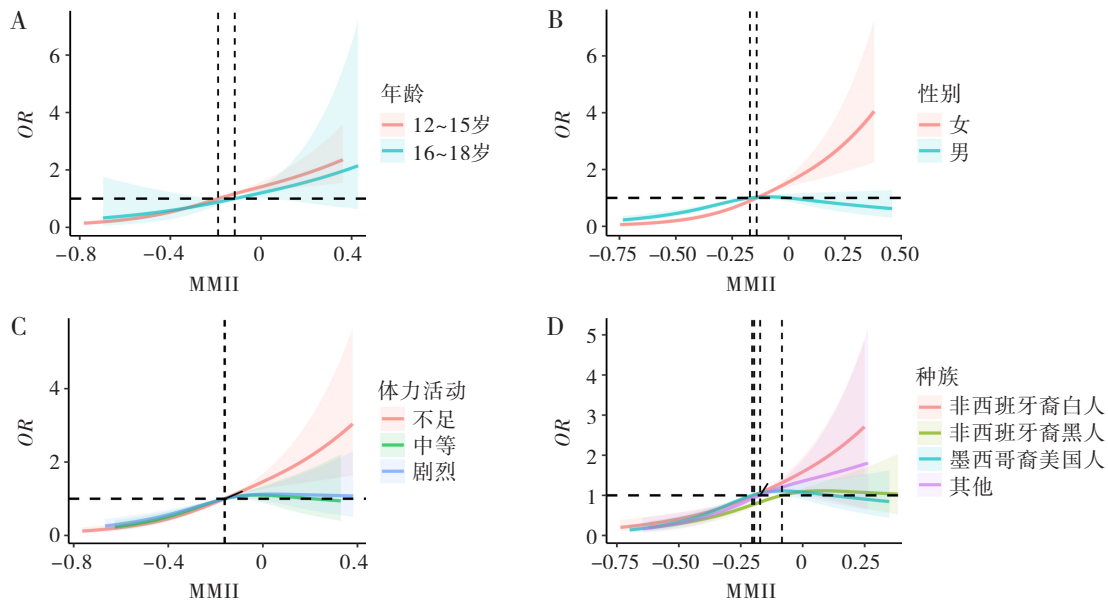 A
6
4
2
0
OR
−0.8
−0.4
0
0.4
MMII
年龄
12~15岁
16~18岁
B
6
4
2
0
OR
−0.75
−0.50
−0.25
0
0.25
0.50
MMII
性别
女
男
C
4
2
0
OR
−0.8
−0.4
0
0.4
MMII
体力活动
不足
中等
剧烈
D
5
4
3
2
1
0
OR
−0.75
−0.50
−0.25
0
0.25
MMII
种族
非西班牙裔白人
非西班牙裔黑人
墨西哥裔美国人
其他